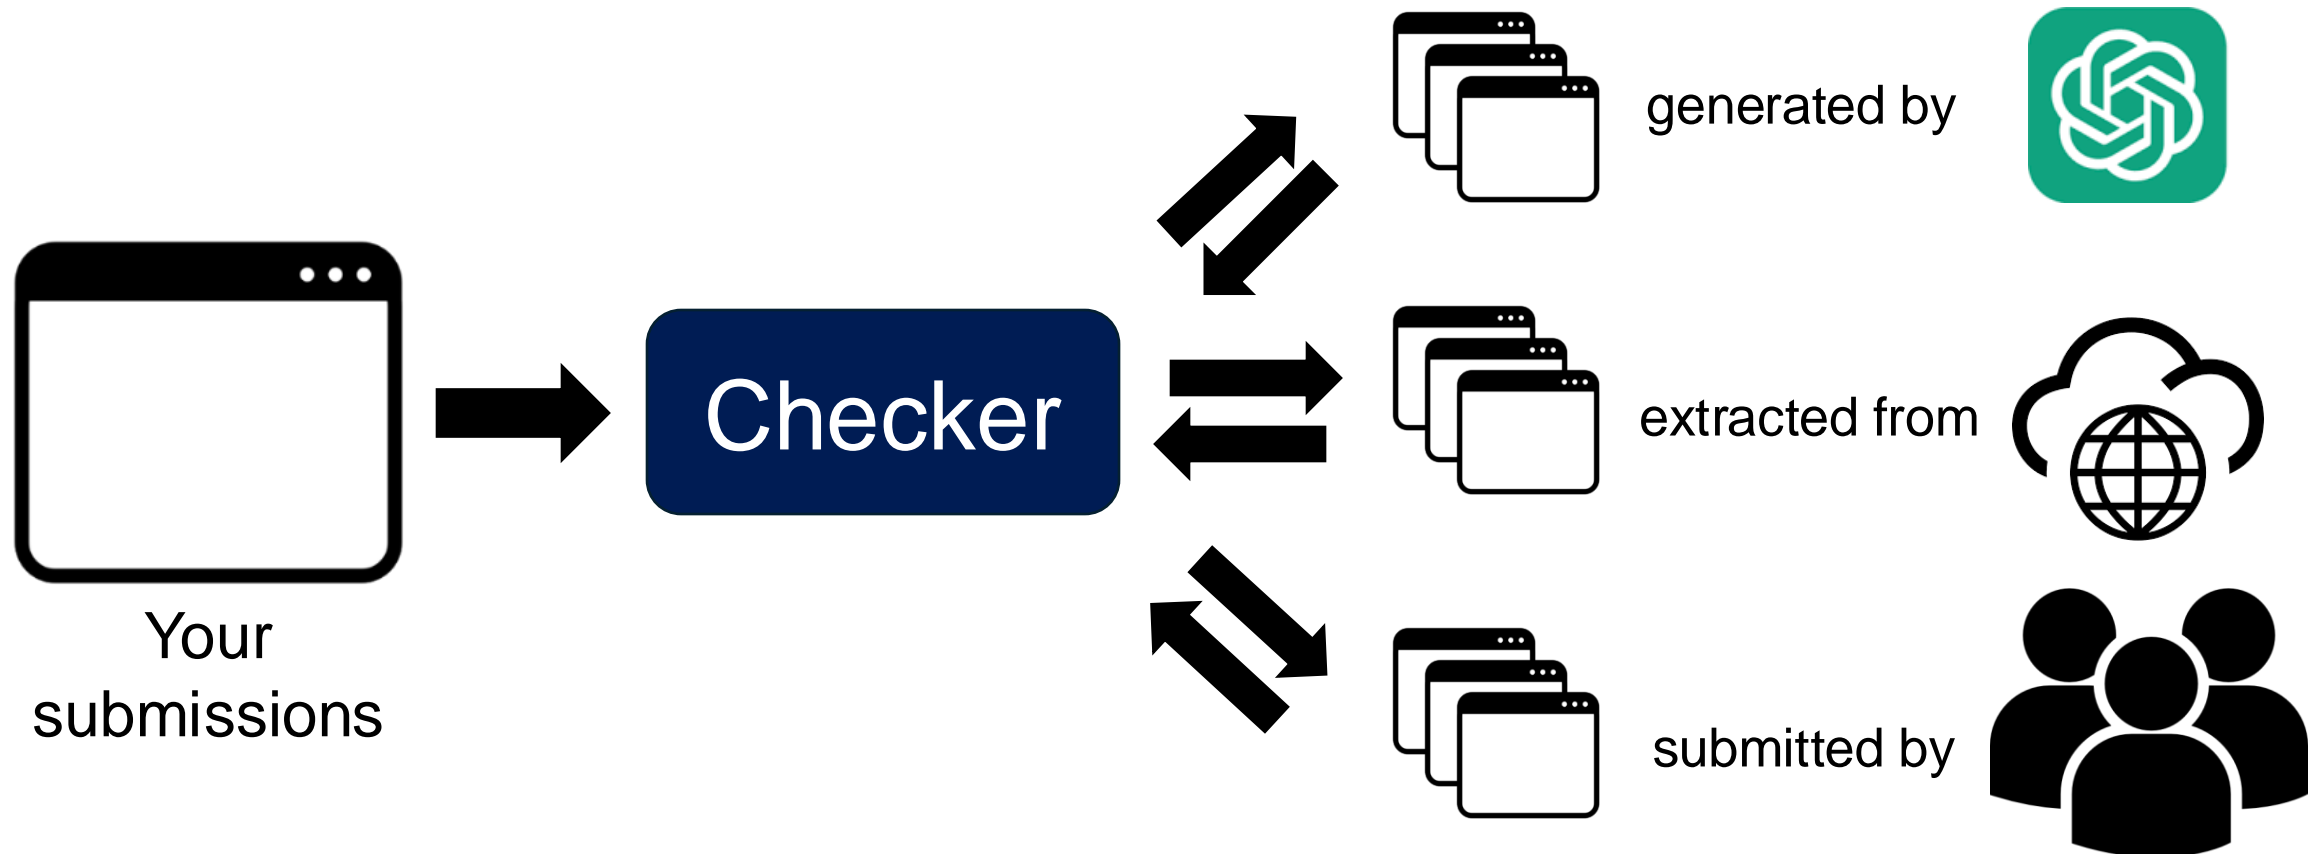 generated by
Checker
extracted from
Your
submissions
submitted by